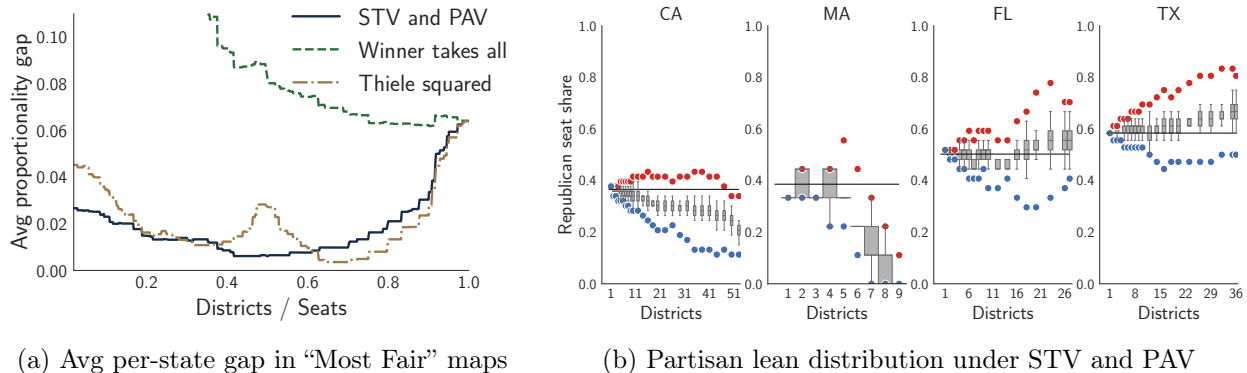 STV and PAV
Winner takes all
Thiele squared
Avg proportionality gap
0.10
0.08
0.06
0.04
0.02
0.00
0.2 0.4 0.6 0.8 1.0
Districts / Seats
(a) Avg per-state gap in “Most Fair” maps
CA MA FL TX
Republican seat share
1.0
0.8
0.6
0.4
0.2
0.0
1 11 21 31 41 51
Districts
1 2 3 4 5 6 7 8 9
Districts
1 6 11 16 21 26
Districts
1 8 15 22 29 36
Districts
(b) Partisan lean distribution under STV and PAV